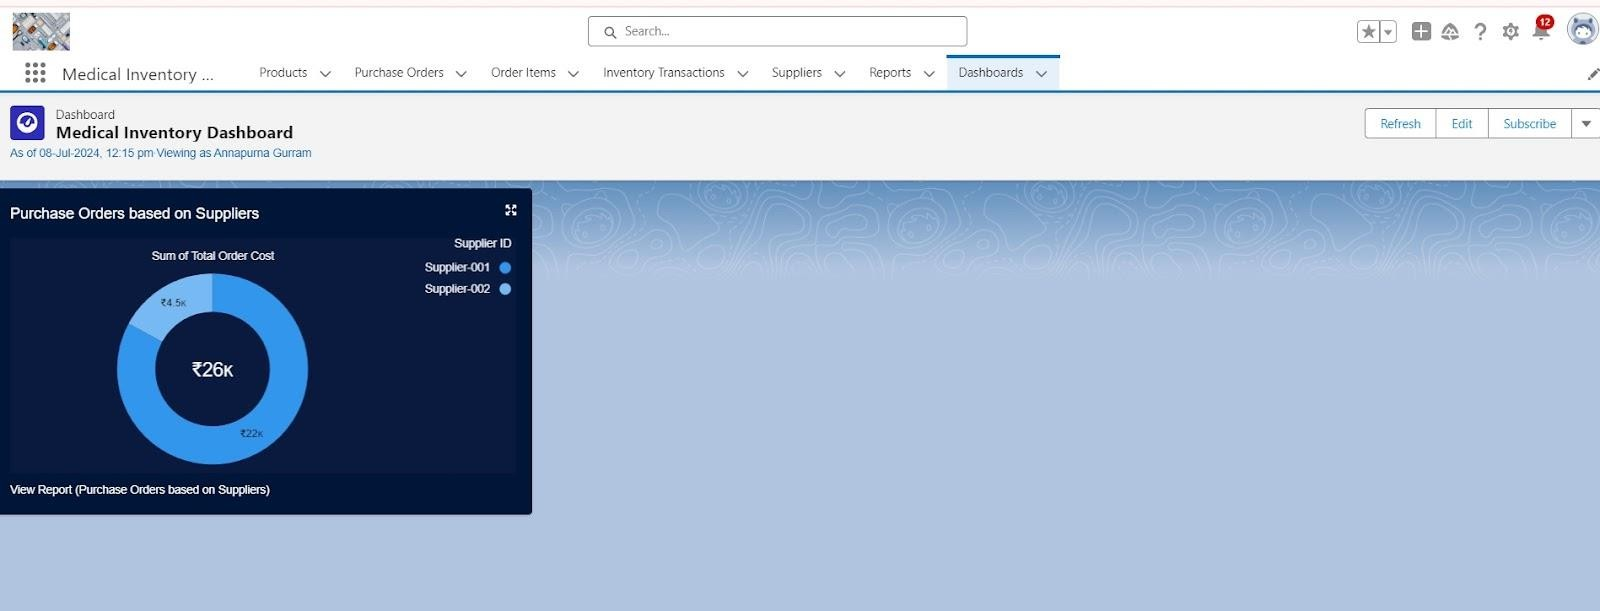 Search...
12
Medical Inventory ...
Products
Purchase Orders
Order Items
Inventory Transactions
Suppliers
Reports
Dashboards
Dashboard
Medical Inventory Dashboard
As of 08-Jul-2024, 12:15 pm·Viewing as Annapurna Gurram
Refresh
Edit
Subscribe
Purchase Orders based on Suppliers
Sum of Total Order Cost
Supplier ID
Supplier-001
Supplier-002
₹4.5K
₹26K
₹22K
View Report (Purchase Orders based on Suppliers)